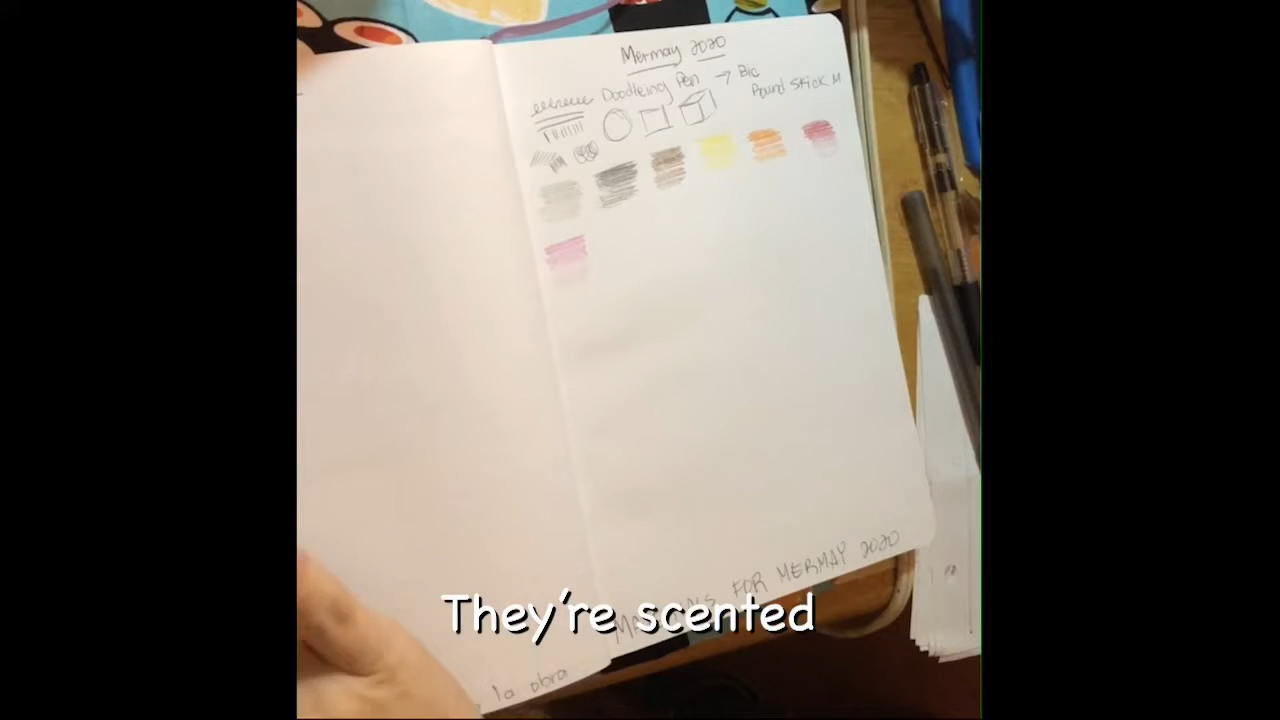 Mermay 2020
Doodleing Pen → Bic
Round Stick M
FOR MERMAY 2020
They're scented
la obra